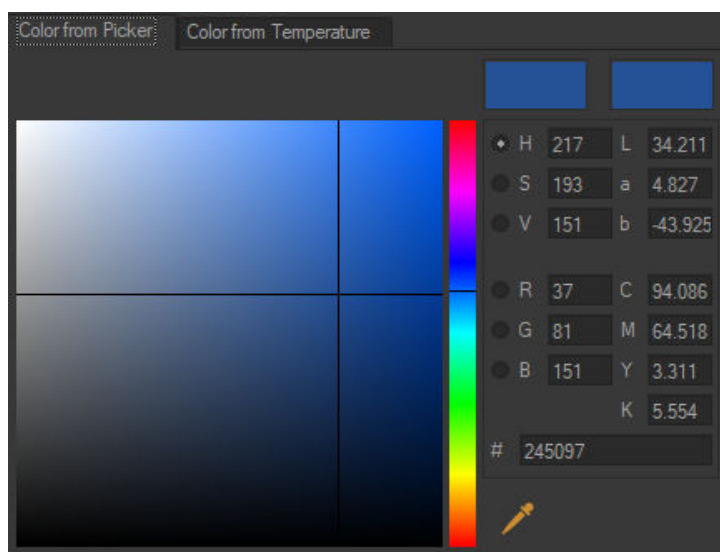 Color from Picker Color from Temperature
H 217 L 34.211
S 193 a 4.827
V 151 b -43.925
R 37 C 94.086
G 81 M 64.518
B 151 Y 3.311
K 5.554
# 245097